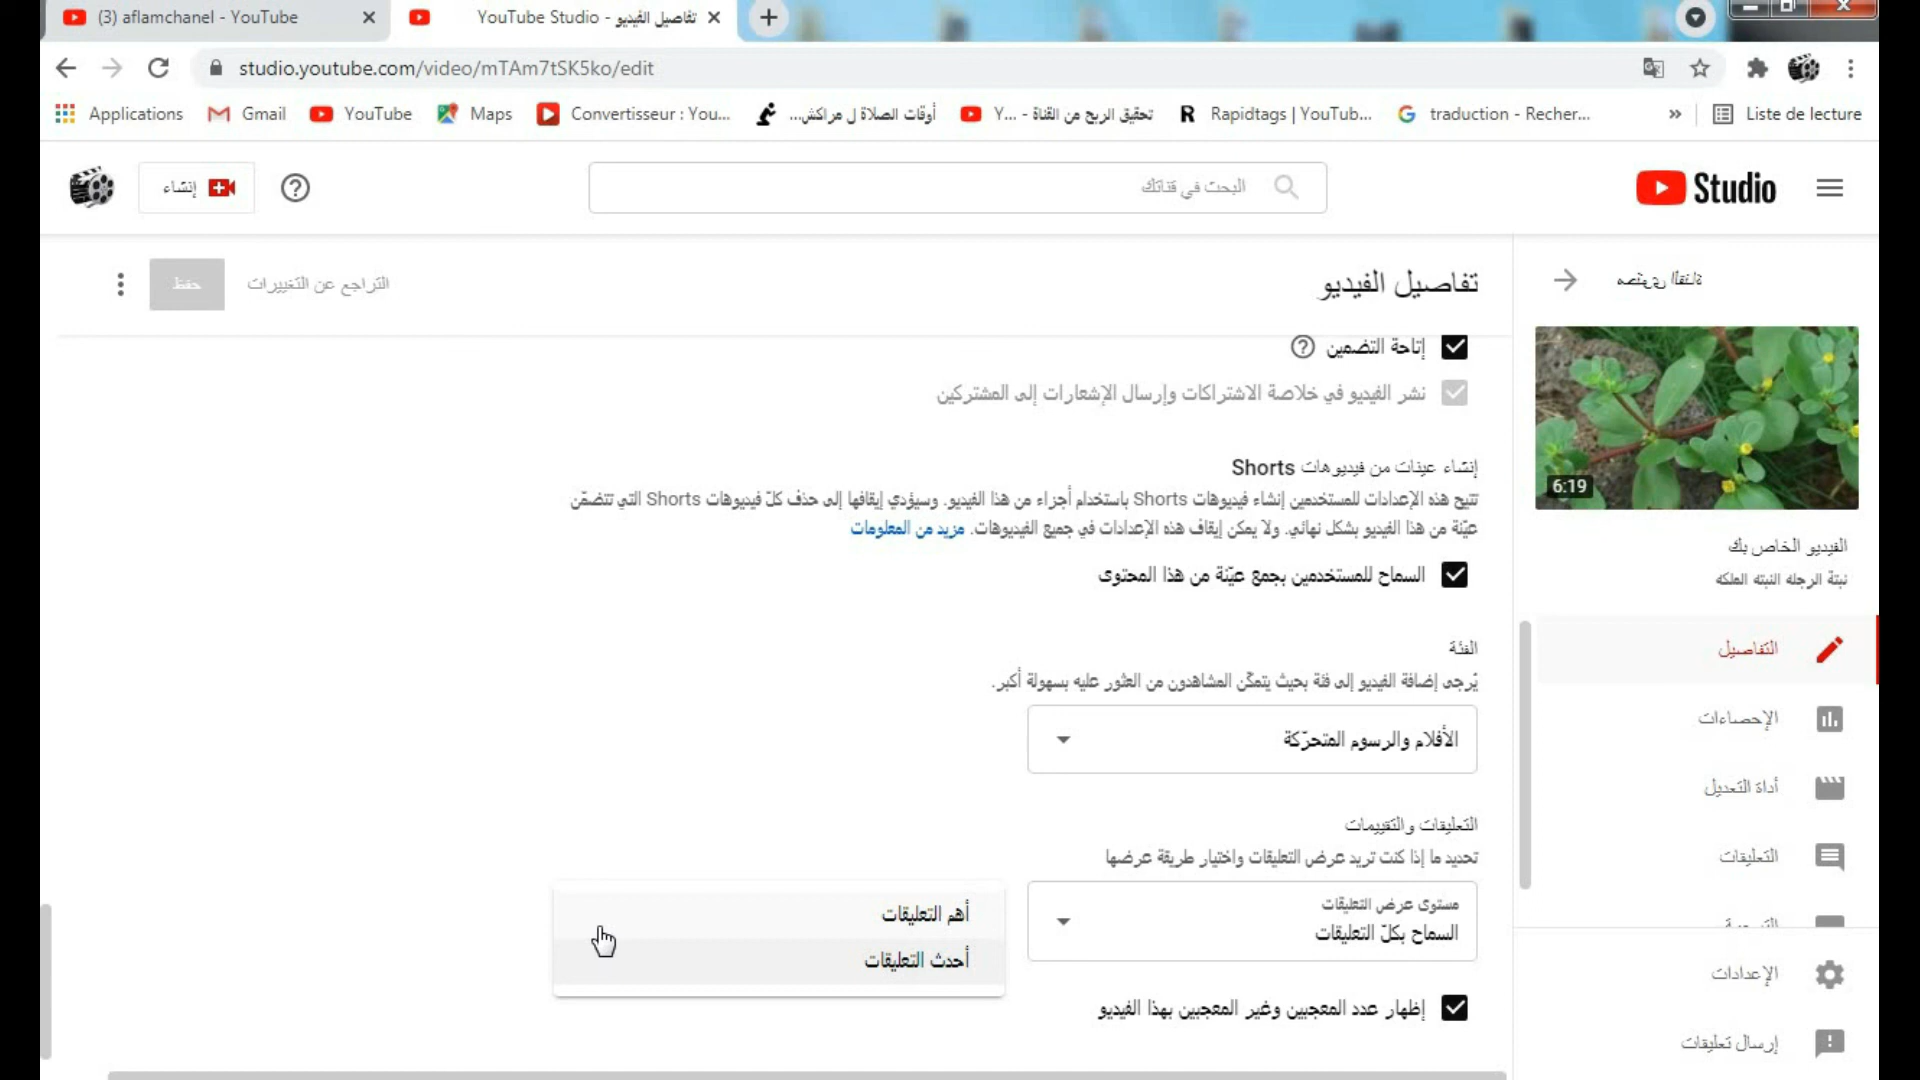 (3) aflamchanel - YouTube
تفاصيل الفيديو - YouTube Studio
studio.youtube.com/video/mTAm7tSK5ko/edit
Applications
Gmail
YouTube
Maps
Convertisseur : You...
أوقات الصلاة ل مراكش...
تحقيق الربح من القناة - ...Y
R Rapidtags | YouTub...
traduction - Recher...
»
Liste de lecture
إنشاء
البحث في قناتك
Studio
تفاصيل الفيديو
التراجع عن التغييرات
حفظ
إتاحة التضمين
نشر الفيديو في خلاصة الاشتراكات وإرسال الإشعارات إلى المشتركين
إنشاء عينات من فيديوهات Shorts
تتيح هذه الإعدادات للمستخدمين إنشاء فيديوهات Shorts باستخدام أجزاء من هذا الفيديو. وسيؤدي إيقافها إلى حذف كلّ فيديوهات Shorts التي تتضمّن
عيّنة من هذا الفيديو بشكل نهائي. ولا يمكن إيقاف هذه الإعدادات في جميع الفيديوهات. مزيد من المعلومات
السماح للمستخدمين بجمع عيّنة من هذا المحتوى
الفئة
يُرجى إضافة الفيديو إلى فئة بحيث يتمكّن المشاهدون من العثور عليه بسهولة أكبر.
الأفلام والرسوم المتحرّكة
التعليقات والتقييمات
تحديد ما إذا كنت تريد عرض التعليقات واختيار طريقة عرضها
مستوى عرض التعليقات
السماح بكلّ التعليقات
أهم التعليقات
أحدث التعليقات
إظهار عدد المعجبين وغير المعجبين بهذا الفيديو
6:19
الفيديو الخاص بك
نبتة الرجله النبته الملكه
التفاصيل
الإحصاءات
أداة التعديل
التعليقات
الإعدادات
إرسال تعليقات